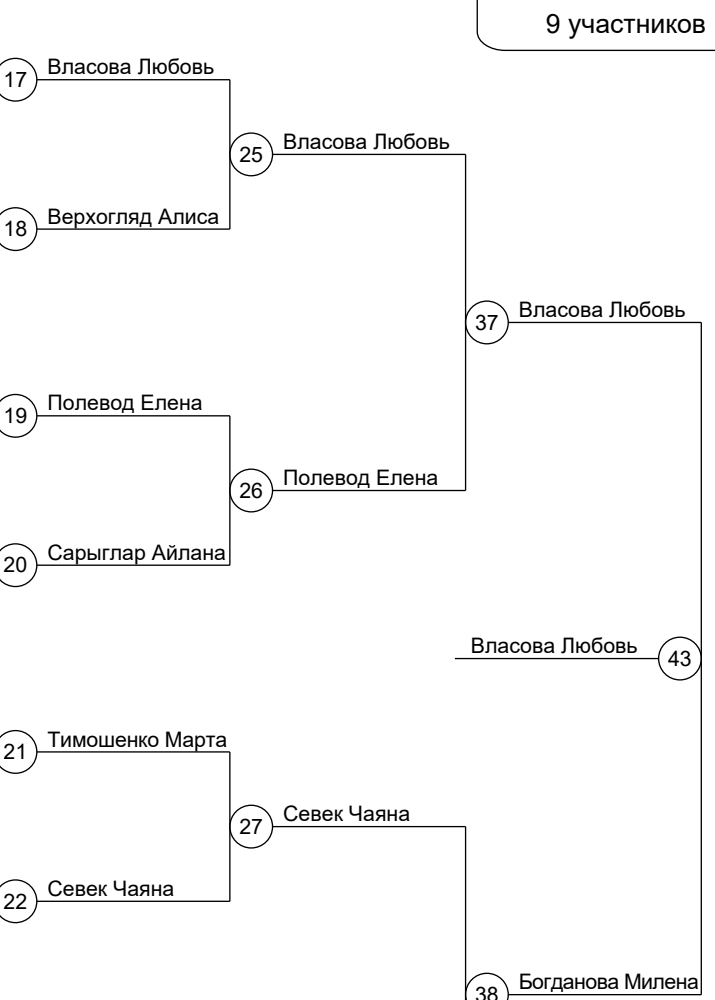 9 участников
17 Власова Любовь
25 Власова Любовь
18 Верхогляд Алиса
37 Власова Любовь
19 Полевод Елена
26 Полевод Елена
20 Сарыглар Айлана
Власова Любовь 43
21 Тимошенко Марта
27 Севек Чаяна
22 Севек Чаяна
38 Богданова Милена